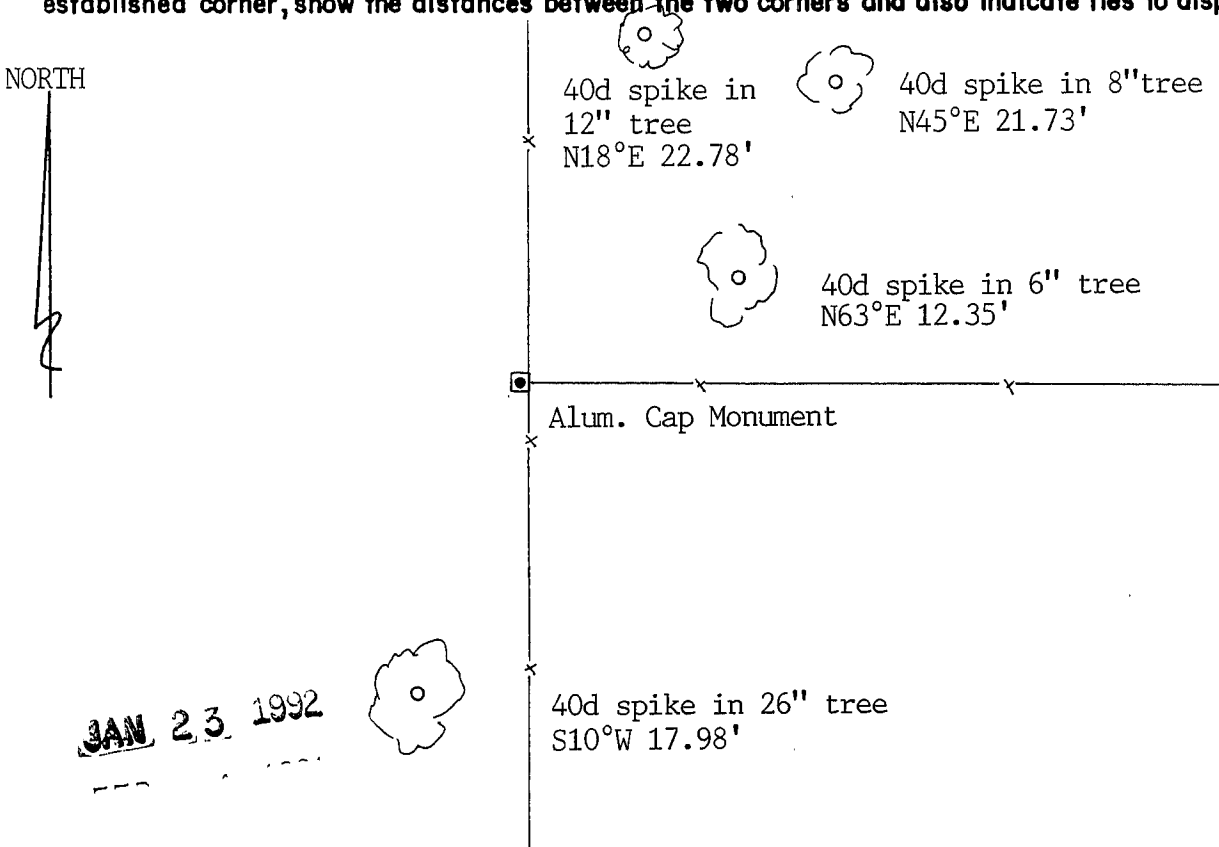 established corner, show the distances between the two corners and also indicate ties to disp
NORTH
40d spike in
12" tree
N18°E 22.78'
40d spike in 8"tree
N45°E 21.73'
40d spike in 6" tree
N63°E 12.35'
Alum. Cap Monument
40d spike in 26" tree
S10°W 17.98'
JAN 23 1992